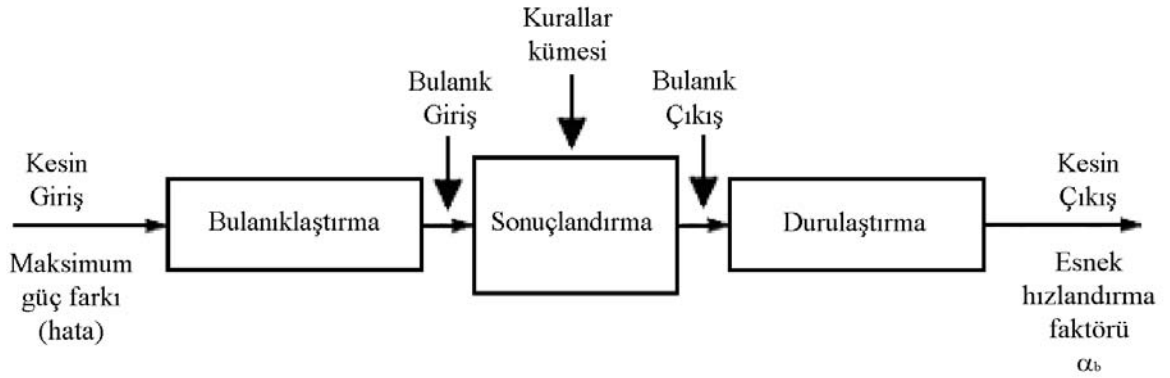 Kurallar
kümesi
Bulanık
Giriş
Bulanık
Çıkış
Kesin
Giriş
Bulanıklaştırma
Sonuçlandırma
Durulaştırma
Kesin
Çıkış
Maksimum
güç farkı
(hata)
Esnek
hızlandırma
faktörü
αb